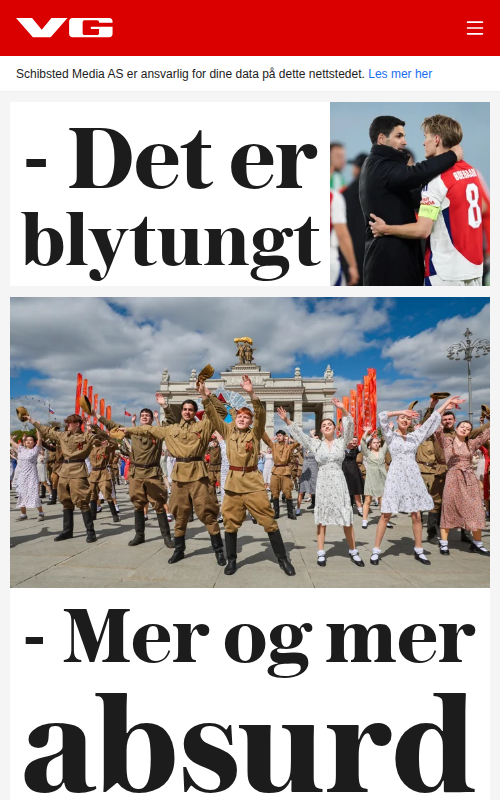 VG
Schibsted Media AS er ansvarlig for dine data på dette nettstedet. Les mer her
- Det er
blytungt
8
- Mer og mer
absurd